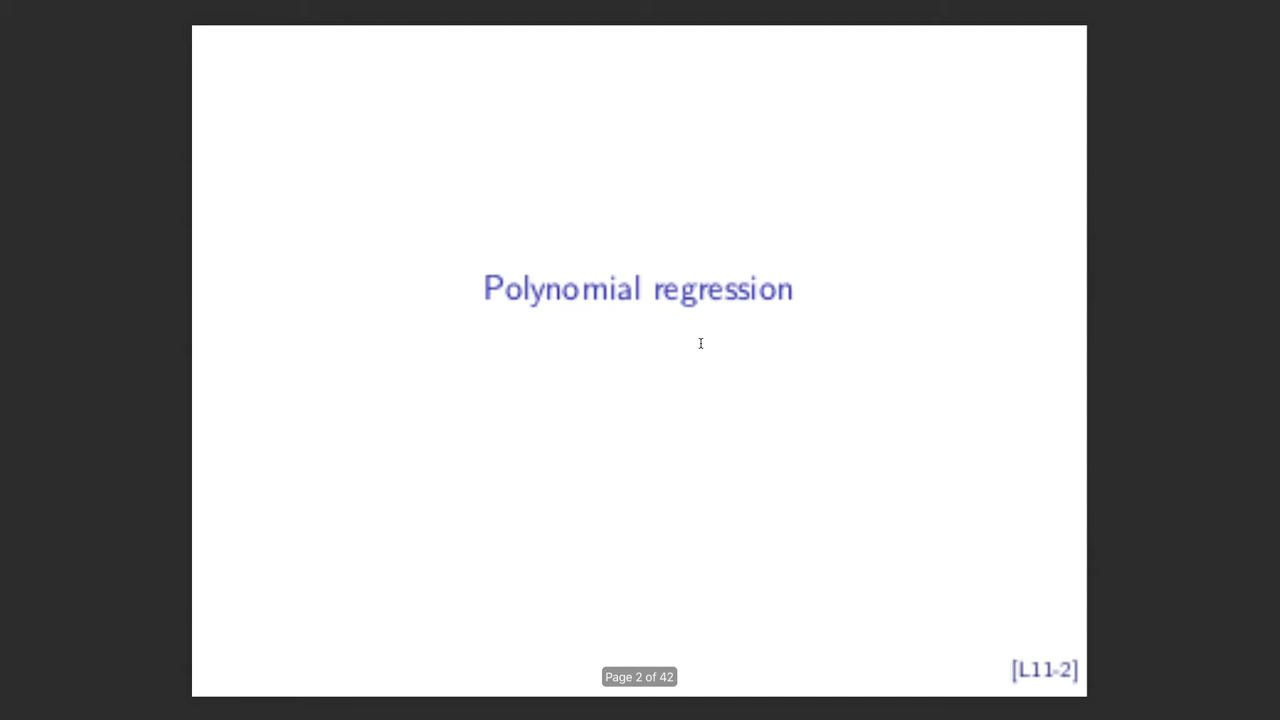 Polynomial regression
Page 2 of 42
[L11-2]